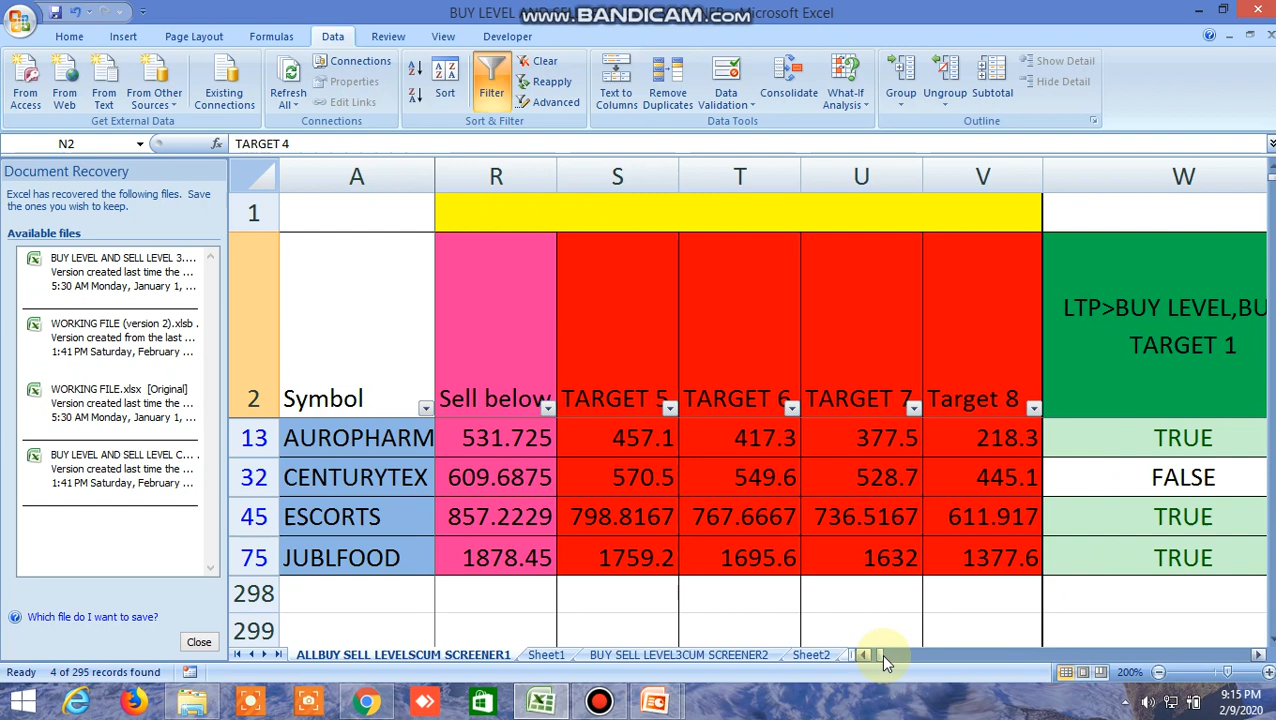 BUY LEVEL AND SELL LEVEL
Microsoft Excel
www.BANDICAM.com
Home Insert Page Layout Formulas Data Review View Developer
From Access
From Web
From Text
From Other Sources
Existing Connections
Get External Data
Refresh All
Connections
Properties
Edit Links
Connections
Sort
Filter
Clear
Reapply
Advanced
Sort & Filter
Text to Columns
Remove Duplicates
Data Validation
Consolidate
What-If Analysis
Data Tools
Group
Ungroup
Subtotal
Show Detail
Hide Detail
Outline
N2 fx TARGET 4
Document Recovery
Excel has recovered the following files. Save
the ones you wish to keep.
Available files
BUY LEVEL AND SELL LEVEL 3....
Version created last time the ...
5:30 AM Monday, January 1, ...
WORKING FILE (version 2).xlsb .
Version created from the last ...
1:41 PM Saturday, February ...
WORKING FILE.xlsx [Original]
Version created last time the ...
5:30 AM Monday, January 1, ...
BUY LEVEL AND SELL LEVEL C...
Version created last time the ...
5:30 AM Monday, January 1, ...
Which file do I want to save?
Close
A R S T U V W
1
LTP>BUY LEVEL,BU
TARGET 1
2 Symbol Sell below TARGET 5 TARGET 6 TARGET 7 Target 8
13 AUROPHARM 531.725 457.1 417.3 377.5 218.3 TRUE
32 CENTURYTEX 609.6875 570.5 549.6 528.7 445.1 FALSE
45 ESCORTS 857.2229 798.8167 767.6667 736.5167 611.917 TRUE
75 JUBLFOOD 1878.45 1759.2 1695.6 1632 1377.6 TRUE
298
299
ALLBUY SELL LEVELSCUM SCREENER1 Sheet1 BUY SELL LEVEL3CUM SCREENER2 Sheet2
Ready 4 of 295 records found 200%
9:15 PM
2/9/2020